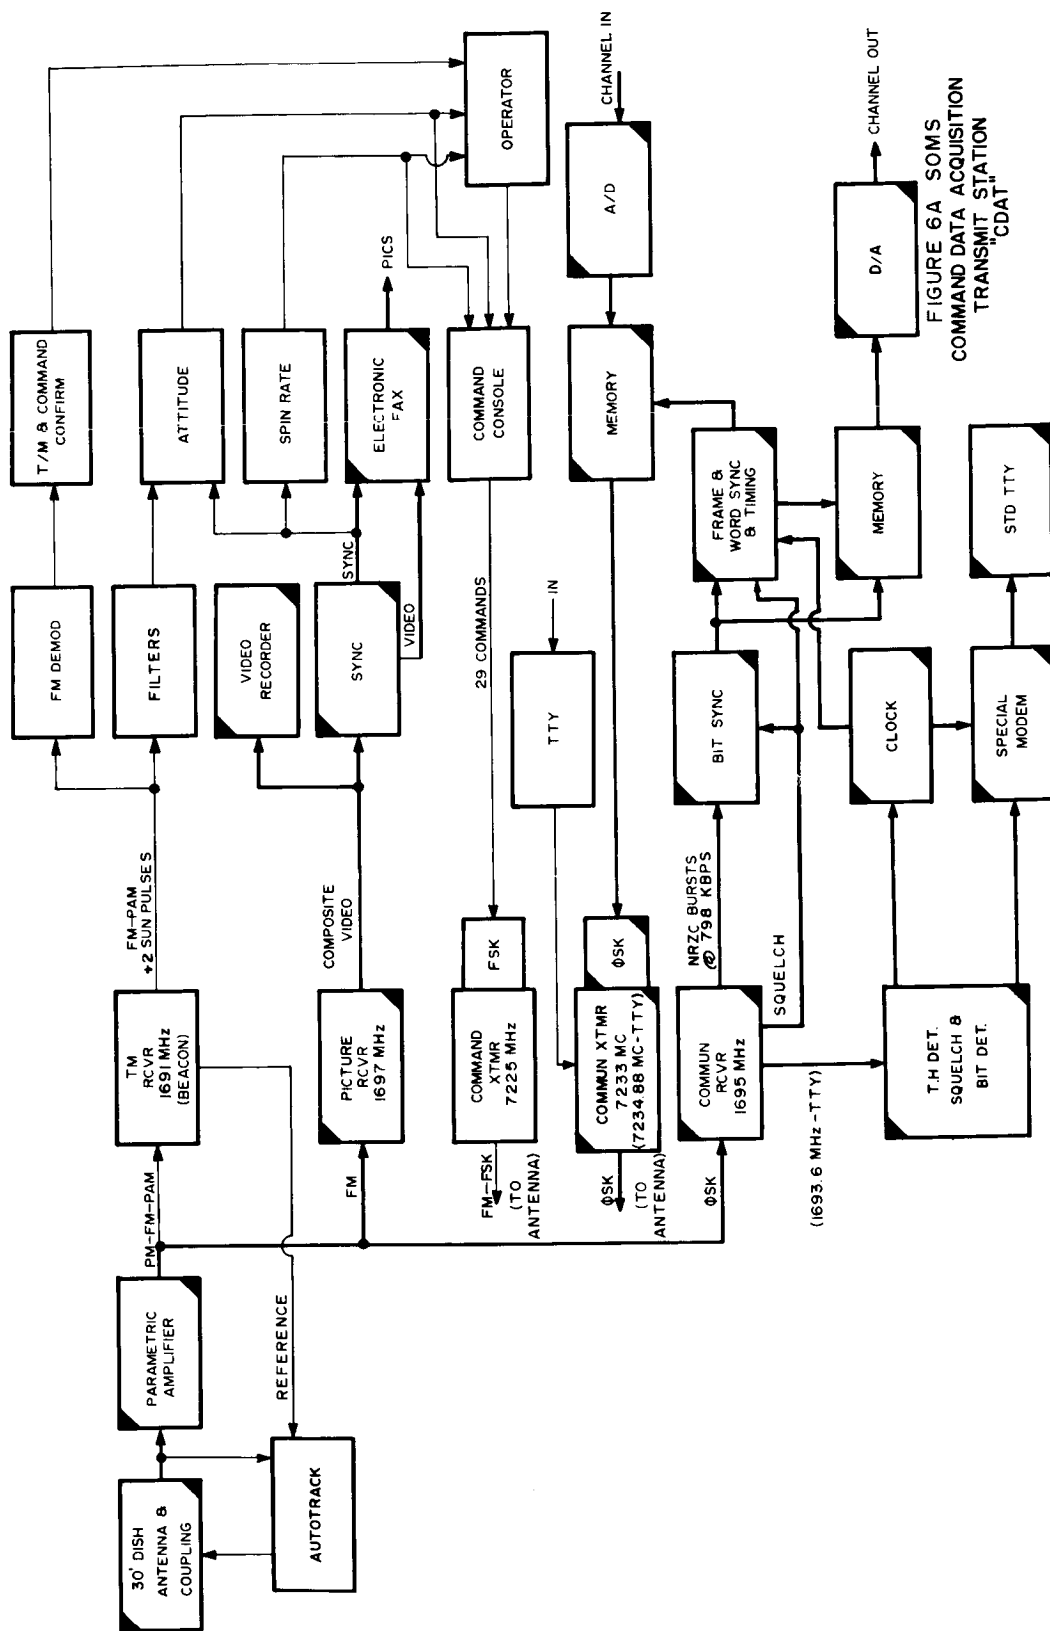 30' DISH
ANTENNA &
COUPLING
AUTOTRACK
PARAMETRIC
AMPLIFIER
REFERENCE
PM-FM-PAM
FM
TM
RCVR
1691 MHz
(BEACON)
FM-PAM
+2 SUN PULSES
PICTURE
RCVR
1697 MHz
COMPOSITE
VIDEO
FM DEMOD
FILTERS
VIDEO
RECORDER
SYNC
SYNC
VIDEO
T/M & COMMAND
CONFIRM
ATTITUDE
SPIN RATE
ELECTRONIC
FAX
PICS
OPERATOR
COMMAND
CONSOLE
29 COMMANDS
FSK
COMMAND
XTMR
7225 MHz
FM-FSK
(TO
ANTENNA)
TTY
IN
CHANNEL IN
A/D
MEMORY
ΦSK
COMMUN XTMR
7233 MC
(7234.88 MC-TTY)
ΦSK
(TO
ANTENNA)
ΦSK
COMMUN
RCVR
1695 MHz
NRZC BURSTS
@ 798 KBPS
SQUELCH
(1693.6 MHz-TTY)
BIT SYNC
FRAME &
WORD SYNC
& TIMING
MEMORY
D/A
CHANNEL OUT
T.H DET.
SQUELCH &
BIT DET.
CLOCK
SPECIAL
MODEM
STD TTY
FIGURE 6A SOMS
COMMAND DATA ACQUISITION
TRANSMIT STATION
"CDAT"